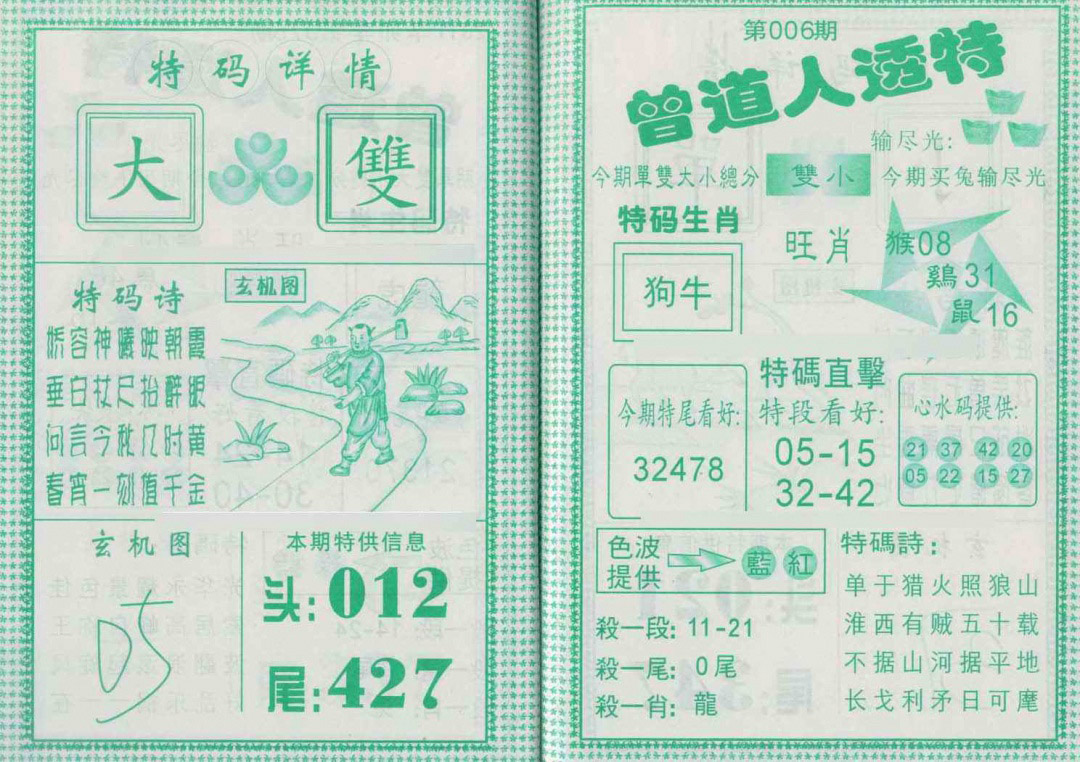 特码详情
大 雙
特码诗
娇容神曦映朝霞
垂白杖尺抬醉眼
问言今秋几时黄
春宵一刻值千金
玄机图
玄机图
本期特供信息
头:012
尾:427
第006期
曾道人透特
输尽光:
今期單雙大小總分 雙小 今期买兔输尽光
特码生肖
狗牛
旺肖
猴08
鷄31
鼠16
今期特尾看好:
32478
特碼直擊
特段看好:
05-15
32-42
心水码提供:
21 37 42 20
05 22 15 27
色波
提供
藍 紅
殺一段: 11-21
殺一尾: 0尾
殺一肖: 龍
特碼詩:
单于猎火照狼山
淮西有贼五十载
不据山河据平地
长戈利矛日可麾